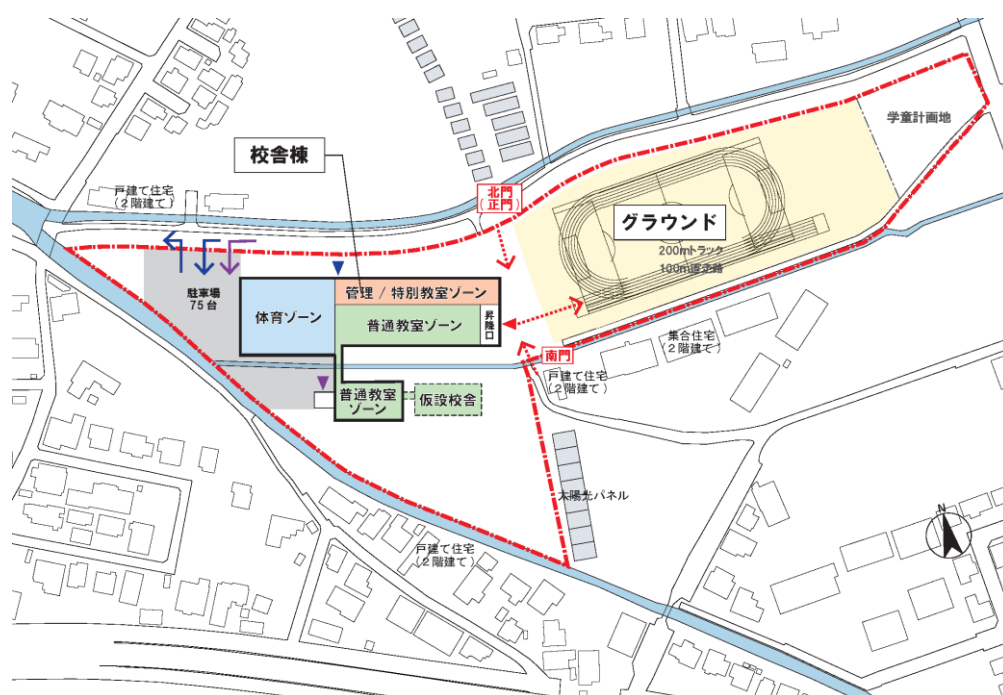 学童計画地
校舎棟
戸建て住宅
(2階建て)
北門
(正門)
グラウンド
200mトラック
100m直走路
駐車場
75台
管理 / 特別教室ゾーン
体育ゾーン
普通教室ゾーン
昇降口
集合住宅
(2階建て)
南門
戸建て住宅
(2階建て)
普通教室
ゾーン
仮設校舎
太陽光パネル
N
戸建て住宅
(2階建て)